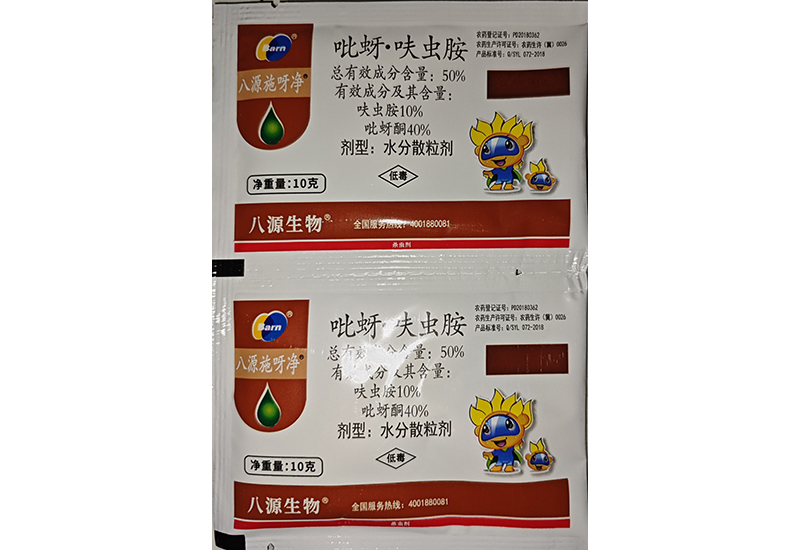 Barn®
八源施呀净®
吡蚜·呋虫胺
总有效成分含量：50%
有效成分及其含量：
呋虫胺10%
吡蚜酮40%
剂型：水分散粒剂
低毒
农药登记证号：PD20180362
农药生产许可证号：农药生许（冀）0026
产品标准号：Q/SYL 072-2018
净重量：10克
八源生物®
全国服务热线：4001880081
杀虫剂
Barn®
八源施呀净®
吡蚜·呋虫胺
总有效成分含量：50%
有效成分及其含量：
呋虫胺10%
吡蚜酮40%
剂型：水分散粒剂
低毒
农药登记证号：PD20180362
农药生产许可证号：农药生许（冀）0026
产品标准号：Q/SYL 072-2018
净重量：10克
八源生物®
全国服务热线：4001880081
杀虫剂